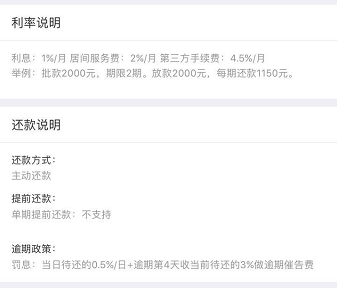 利率说明
利息：1%/月 居间服务费：2%/月 第三方手续费：4.5%/月
举例：批款2000元，期限2期。放款2000元，每期还款1150元。
还款说明
还款方式：
主动还款
提前还款：
单期提前还款：不支持
逾期政策：
罚息：当日待还的0.5%/日+逾期第4天收当前待还的3%做逾期催告费